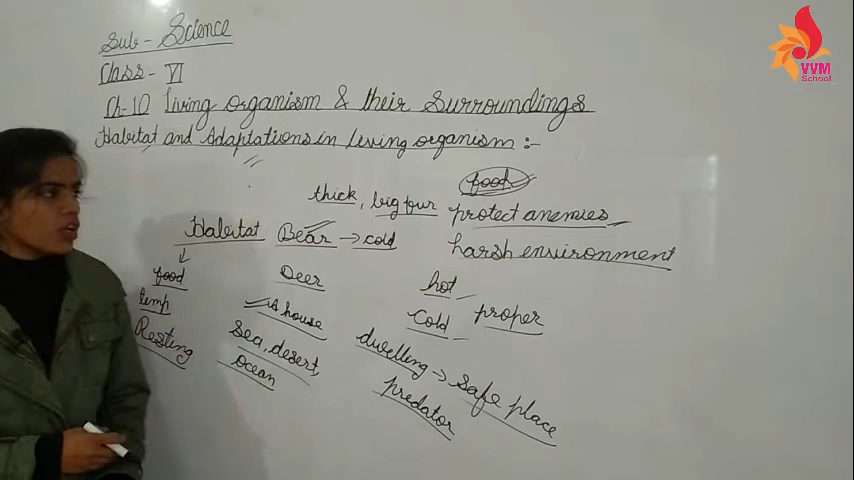 Sub - Science
Class - VI
Ch-10 Living organism & their Surroundings
Habitat and Adaptations in living organism :-
food
thick, big fur
protect anemies
Habitat
Bear → cold
harsh environment
food
Deer
hot
temp
A house
Cold
proper
Resting
Sea, desert,
ocean
dwelling → safe place
predator
VVM
School